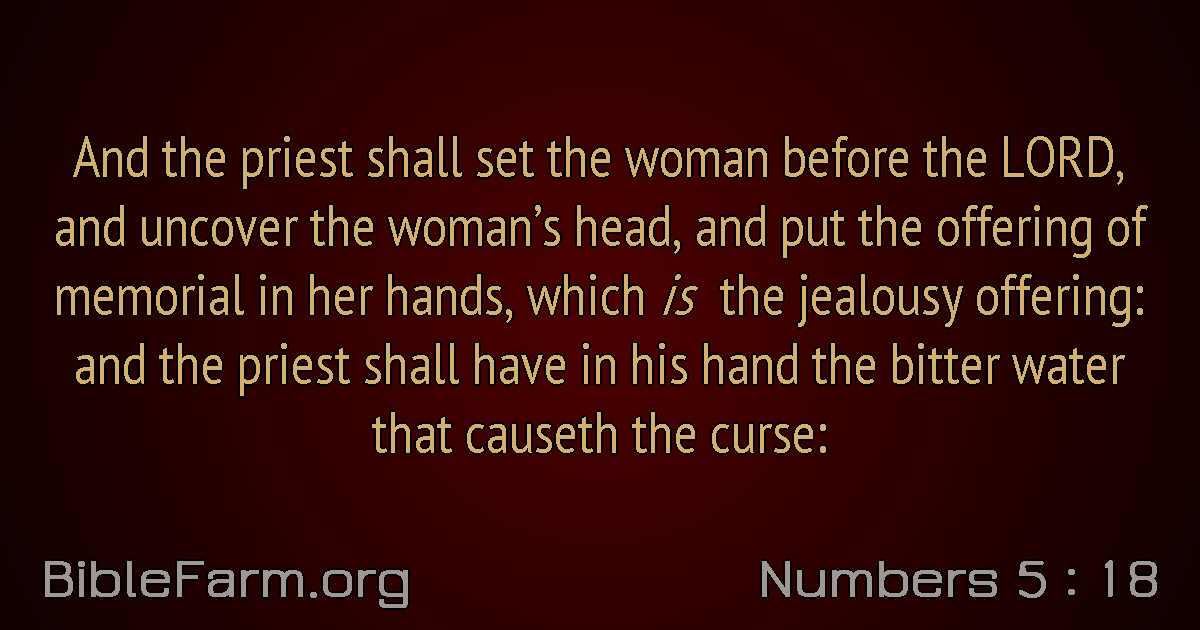 And the priest shall set the woman before the LORD,
and uncover the woman’s head, and put the offering of
memorial in her hands, which is the jealousy offering:
and the priest shall have in his hand the bitter water
that causeth the curse:
BibleFarm.org
Numbers 5 : 18